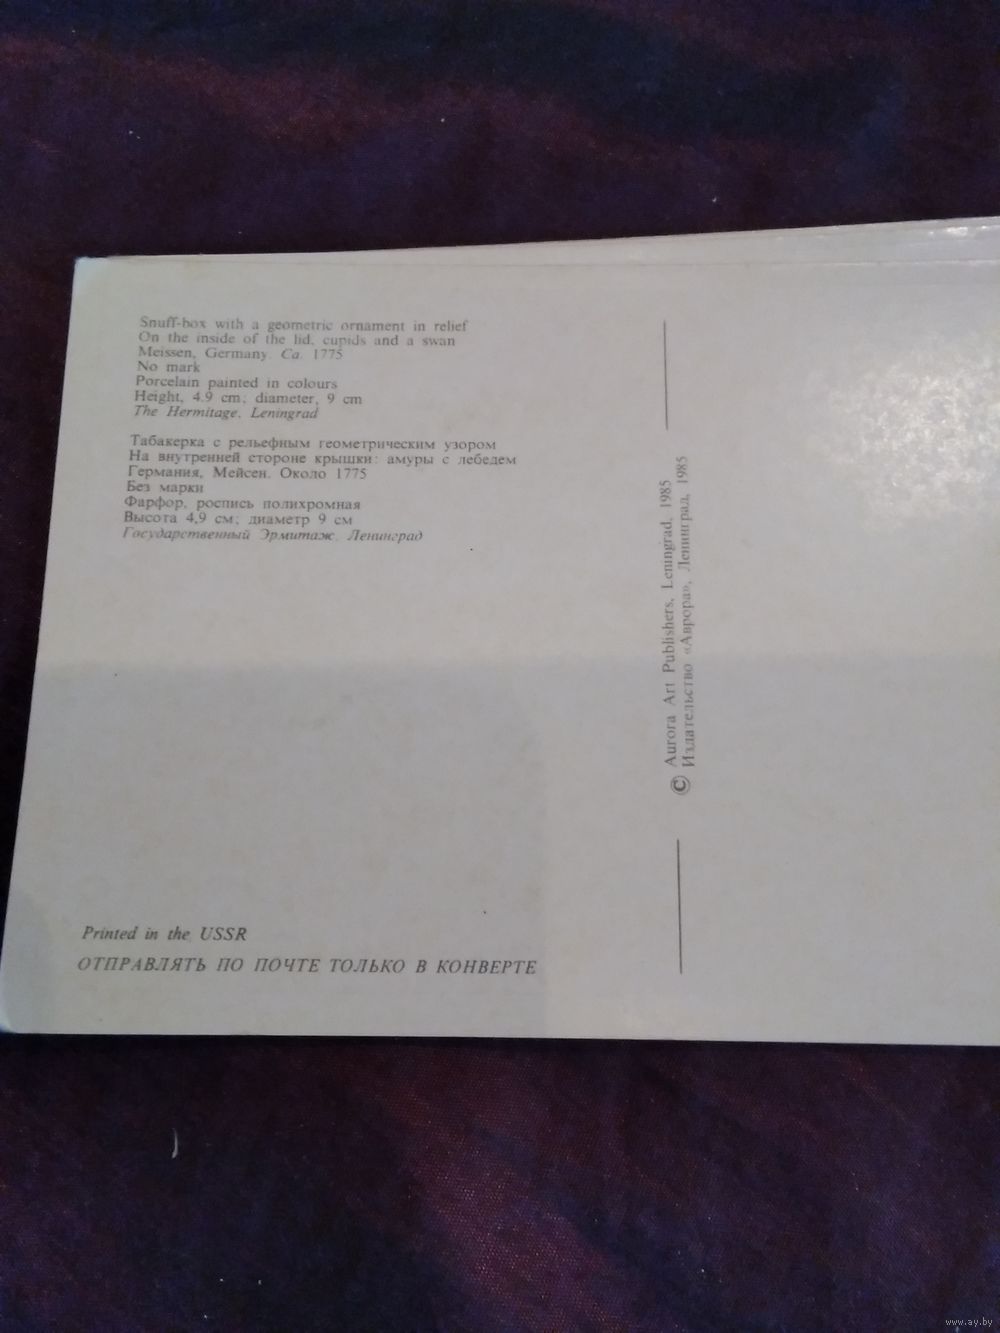 Snuff-box with a geometric ornament in relief
On the inside of the lid, cupids and a swan
Meissen, Germany. Ca. 1775
No mark
Porcelain painted in colours
Height, 4.9 cm; diameter, 9 cm
The Hermitage, Leningrad
Табакерка с рельефным геометрическим узором
На внутренней стороне крышки: амуры с лебедем
Германия, Мейсен. Около 1775
Без марки
Фарфор, роспись полихромная
Высота 4,9 см; диаметр 9 см
Государственный Эрмитаж, Ленинград
© Aurora Art Publishers, Leningrad, 1985
Издательство «Аврора», Ленинград, 1985
Printed in the USSR
ОТПРАВЛЯТЬ ПО ПОЧТЕ ТОЛЬКО В КОНВЕРТЕ
www.ay.by